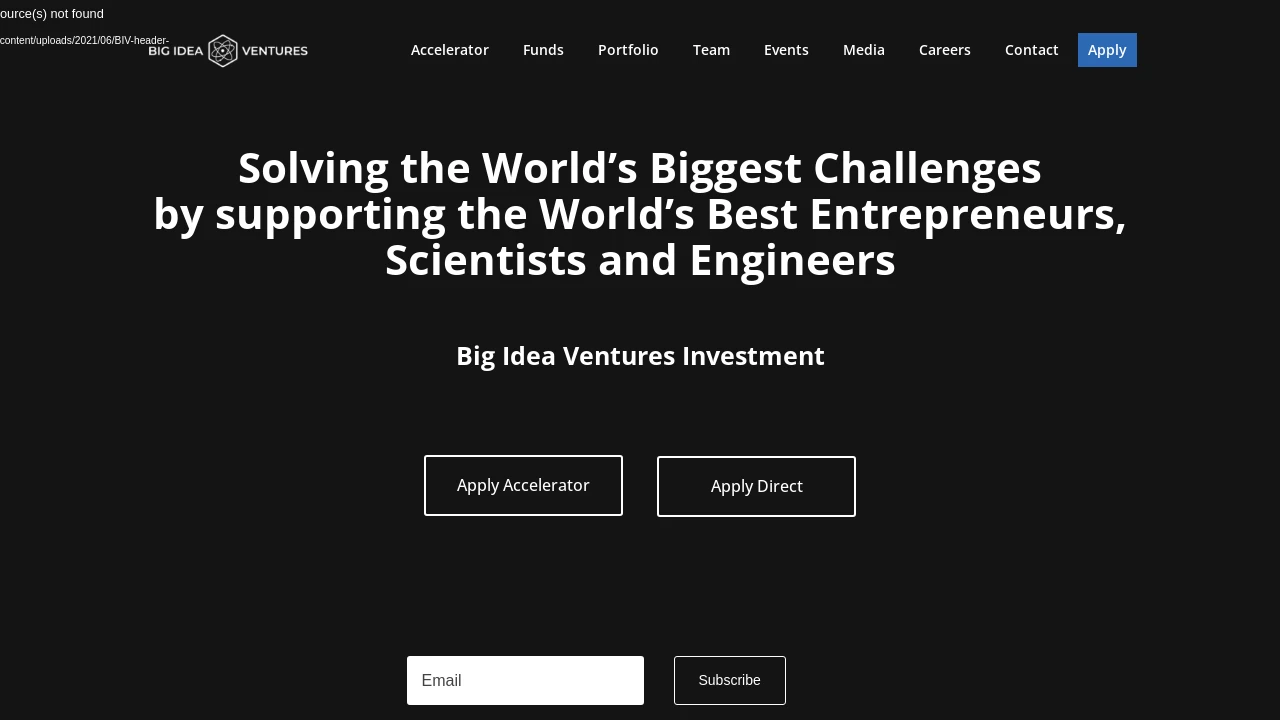 ource(s) not found
content/uploads/2021/06/BIV-header-
BIG IDEA VENTURES
Accelerator Funds Portfolio Team Events Media Careers Contact Apply
Solving the World’s Biggest Challenges
by supporting the World’s Best Entrepreneurs,
Scientists and Engineers
Big Idea Ventures Investment
Apply Accelerator Apply Direct
Email Subscribe